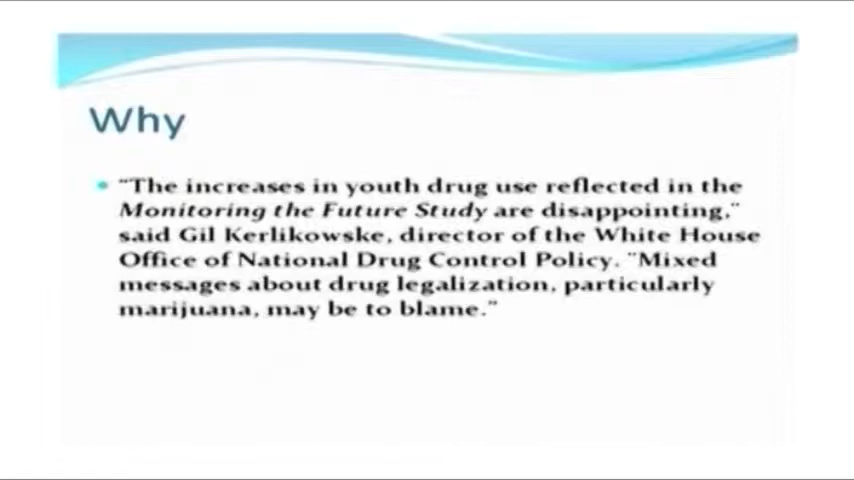 Why
• "The increases in youth drug use reflected in the
Monitoring the Future Study are disappointing,"
said Gil Kerlikowske, director of the White House
Office of National Drug Control Policy. "Mixed
messages about drug legalization, particularly
marijuana, may be to blame."